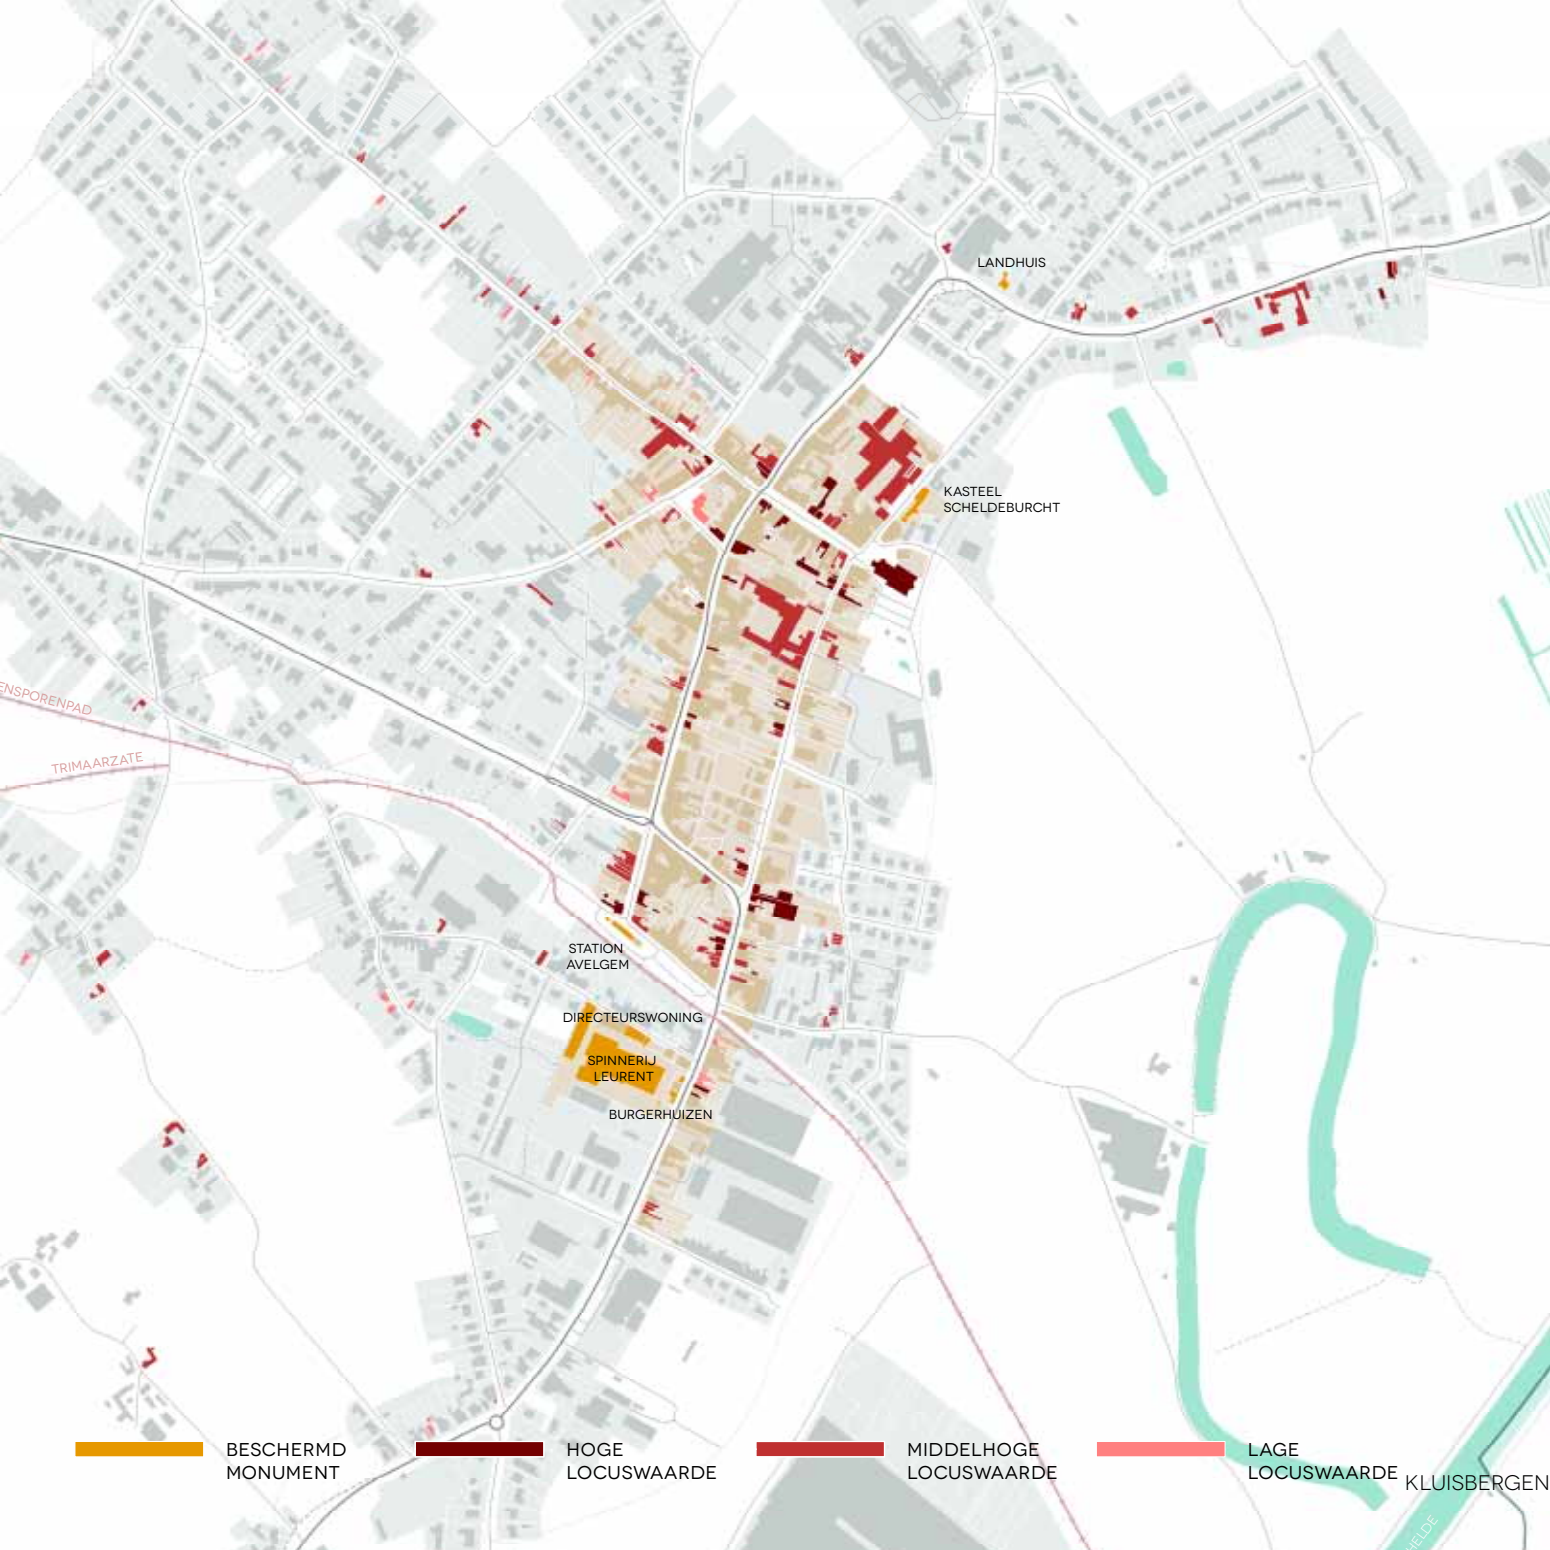 LANDHUIS
KASTEEL
SCHELDEBURCHT
ENSPORENPAD
TRIMAARZATE
STATION
AVELGEM
DIRECTEURSWONING
SPINNERIJ
LEURENT
BURGERHUIZEN
BESCHERMD
MONUMENT
HOGE
LOCUSWAARDE
MIDDELHOGE
LOCUSWAARDE
LAGE
LOCUSWAARDE
KLUISBERGEN
HELDE